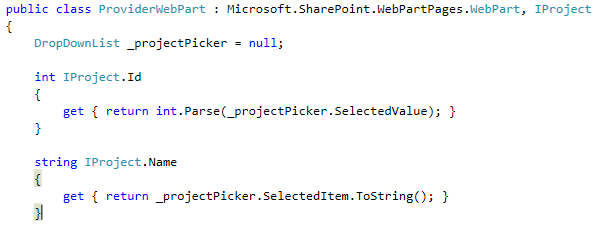 public class ProviderWebPart : Microsoft.SharePoint.WebPartPages.WebPart, IProject
{
    DropDownList _projectPicker = null;

    int IProject.Id
    {
        get { return int.Parse(_projectPicker.SelectedValue); }
    }

    string IProject.Name
    {
        get { return _projectPicker.SelectedItem.ToString(); }
    }